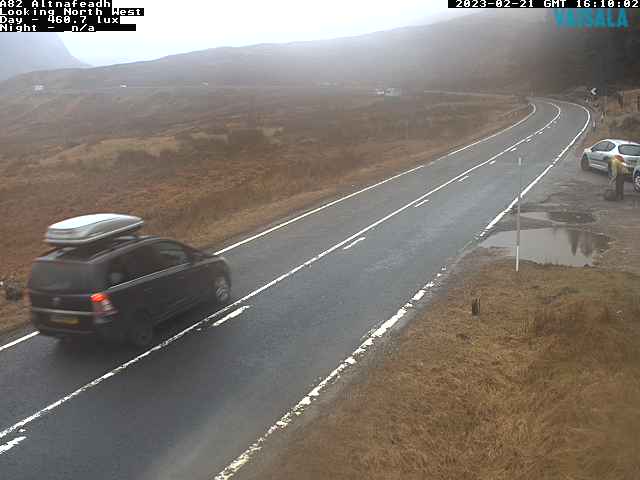 A82 Altnafeadh
Looking North West
Day - 460.7 lux
Night - n/a
2023-02-21 GMT 16:10:02
VAISALA